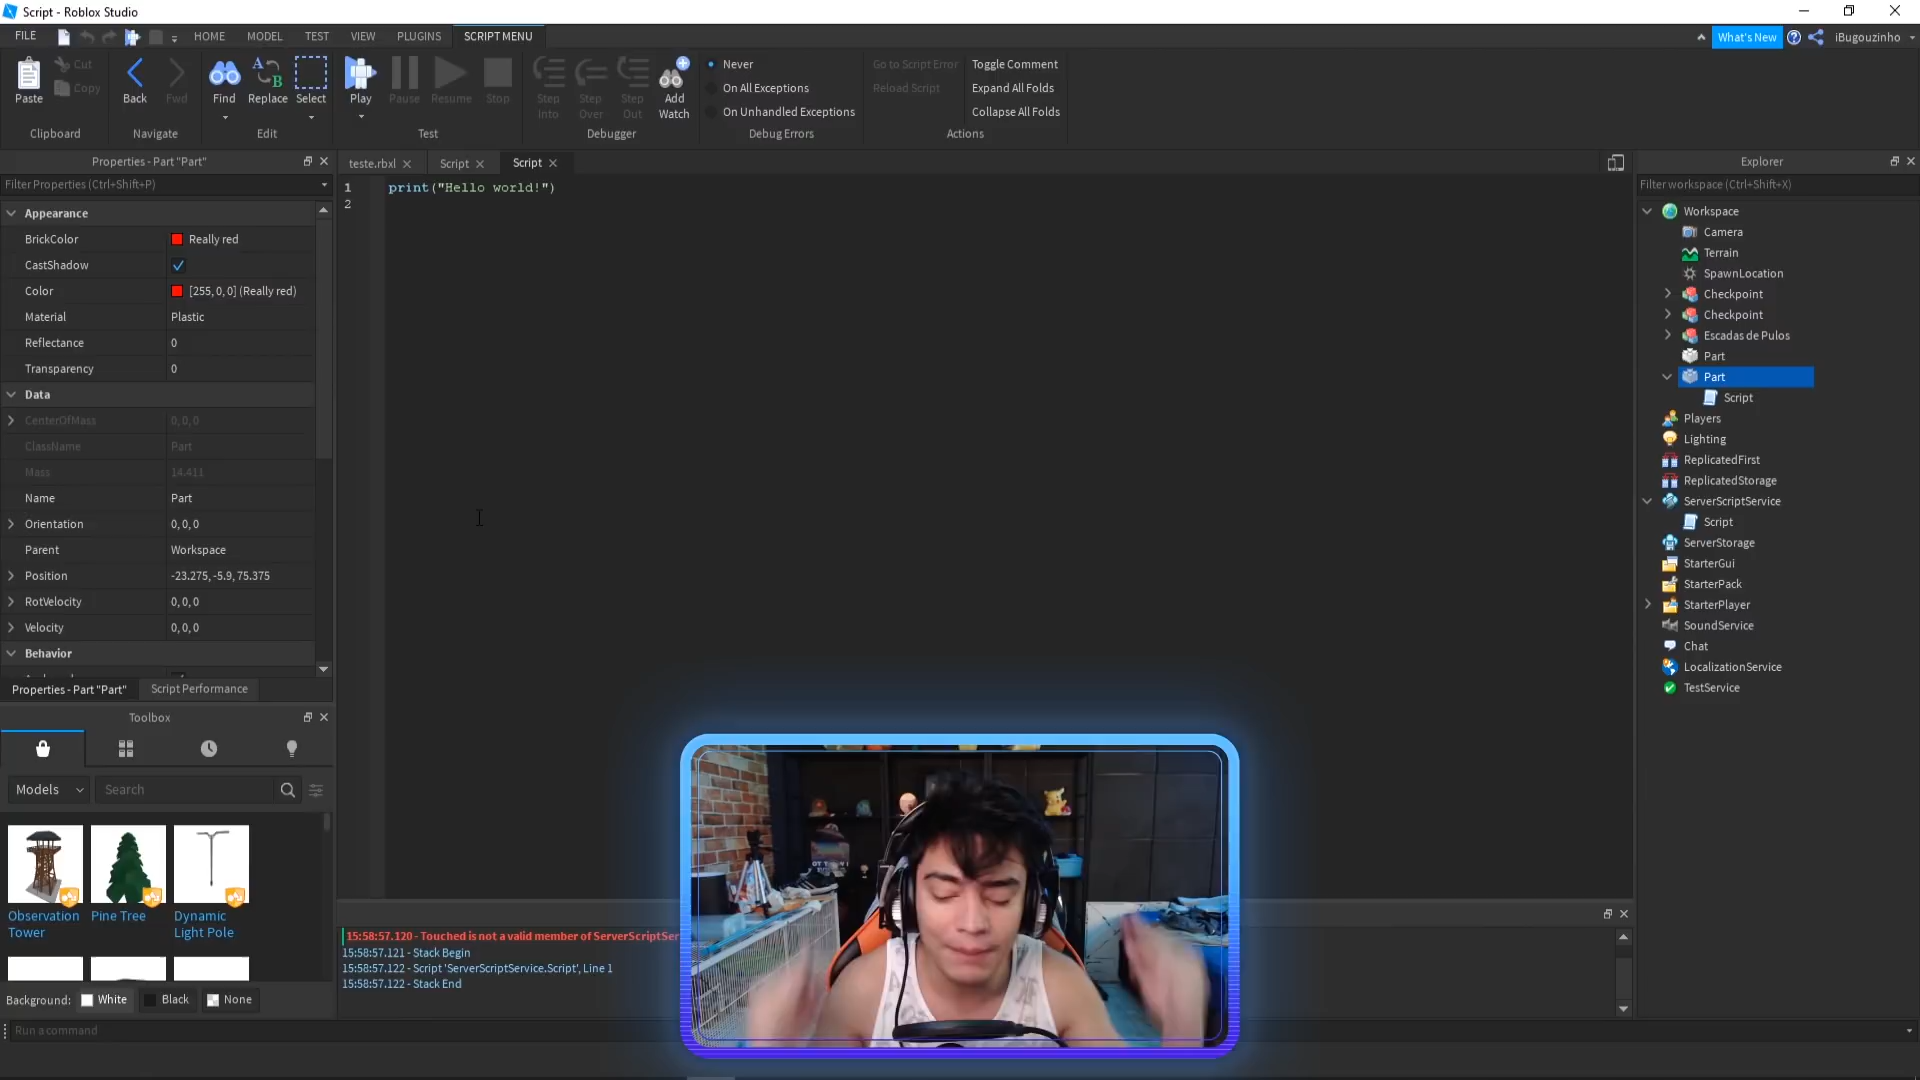 Script - Roblox Studio
FILE HOME MODEL TEST VIEW PLUGINS SCRIPT MENU What's New iBugouzinho
Paste
Cut
Copy
Clipboard
Back
Fwd
Navigate
Find
Replace
Select
Edit
Play
Pause
Resume
Stop
Test
Step Into
Step Over
Step Out
Add Watch
Debugger
Never
On All Exceptions
On Unhandled Exceptions
Debug Errors
Go to Script Error
Reload Script
Toggle Comment
Expand All Folds
Collapse All Folds
Actions
Properties - Part "Part"
Filter Properties (Ctrl+Shift+P)
Appearance
BrickColor Really red
CastShadow
Color [255, 0, 0] (Really red)
Material Plastic
Reflectance 0
Transparency 0
Data
CenterOfMass 0, 0, 0
ClassName Part
Mass 14.411
Name Part
Orientation 0, 0, 0
Parent Workspace
Position -23.275, -5.9, 75.375
RotVelocity 0, 0, 0
Velocity 0, 0, 0
Behavior
Properties - Part "Part" Script Performance
Toolbox
Models Search
Observation Tower
Pine Tree
Dynamic Light Pole
Background: White Black None
Run a command
teste.rbxl Script Script
1 print("Hello world!")
2
15:58:57.120 - Touched is not a valid member of ServerScriptSer
15:58:57.121 - Stack Begin
15:58:57.122 - Script 'ServerScriptService.Script', Line 1
15:58:57.122 - Stack End
Explorer
Filter workspace (Ctrl+Shift+X)
Workspace
Camera
Terrain
SpawnLocation
Checkpoint
Checkpoint
Escadas de Pulos
Part
Part
Script
Players
Lighting
ReplicatedFirst
ReplicatedStorage
ServerScriptService
Script
ServerStorage
StarterGui
StarterPack
StarterPlayer
SoundService
Chat
LocalizationService
TestService